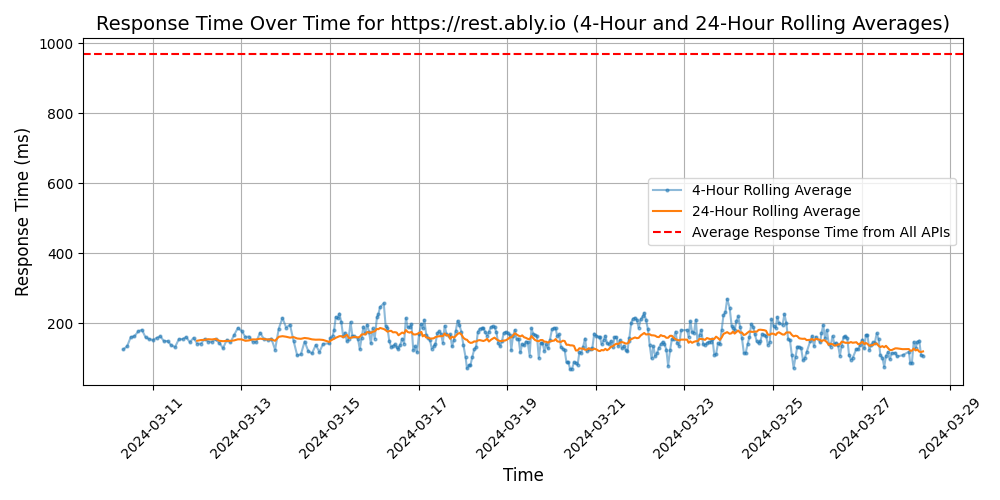 Response Time Over Time for https://rest.ably.io (4-Hour and 24-Hour Rolling Averages)
Response Time (ms)
1000
800
600
400
200
4-Hour Rolling Average
24-Hour Rolling Average
Average Response Time from All APIs
2024-03-11
2024-03-13
2024-03-15
2024-03-17
2024-03-19
2024-03-21
2024-03-23
2024-03-25
2024-03-27
2024-03-29
Time